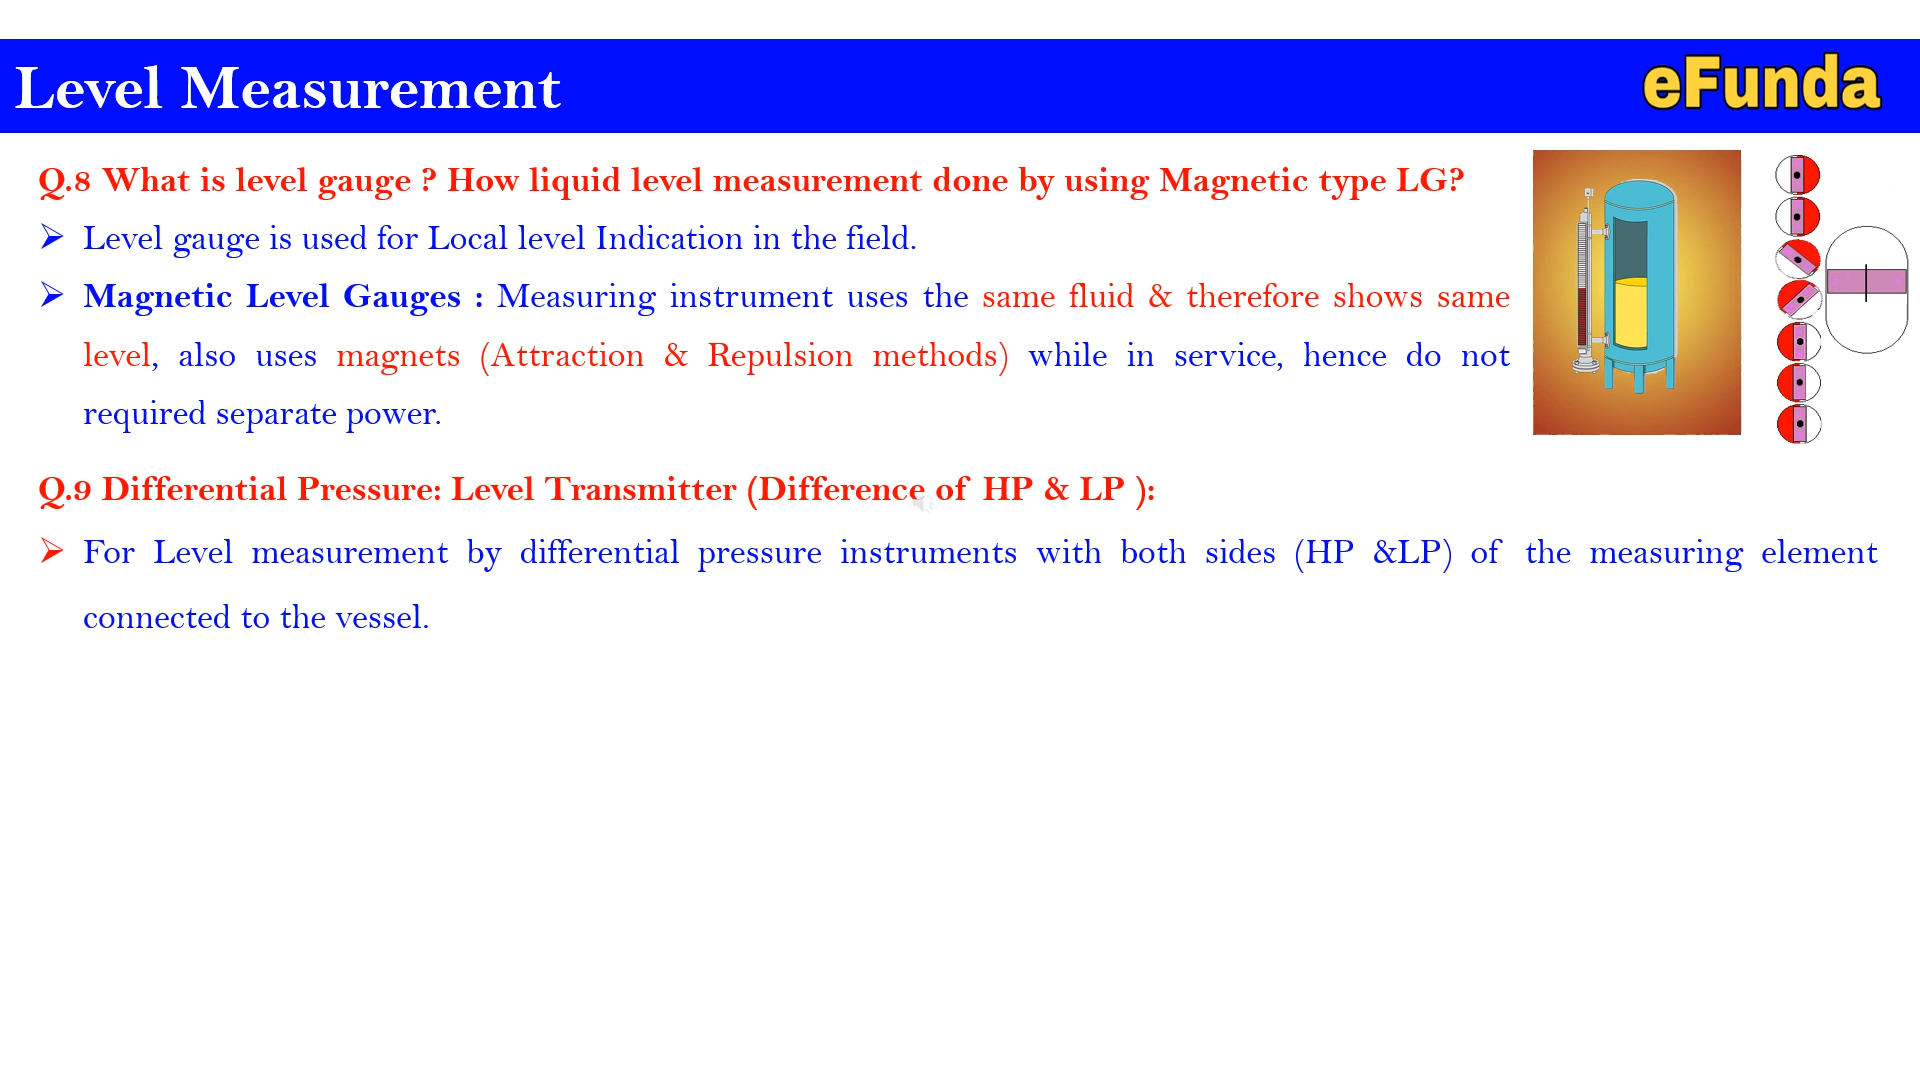 Level Measurement
eFunda
Q.8 What is level gauge ? How liquid level measurement done by using Magnetic type LG?
➢ Level gauge is used for Local level Indication in the field.
➢ Magnetic Level Gauges : Measuring instrument uses the same fluid & therefore shows same
level, also uses magnets (Attraction & Repulsion methods) while in service, hence do not
required separate power.
Q.9 Differential Pressure: Level Transmitter (Difference of HP & LP ):
➢ For Level measurement by differential pressure instruments with both sides (HP &LP) of the measuring element
connected to the vessel.